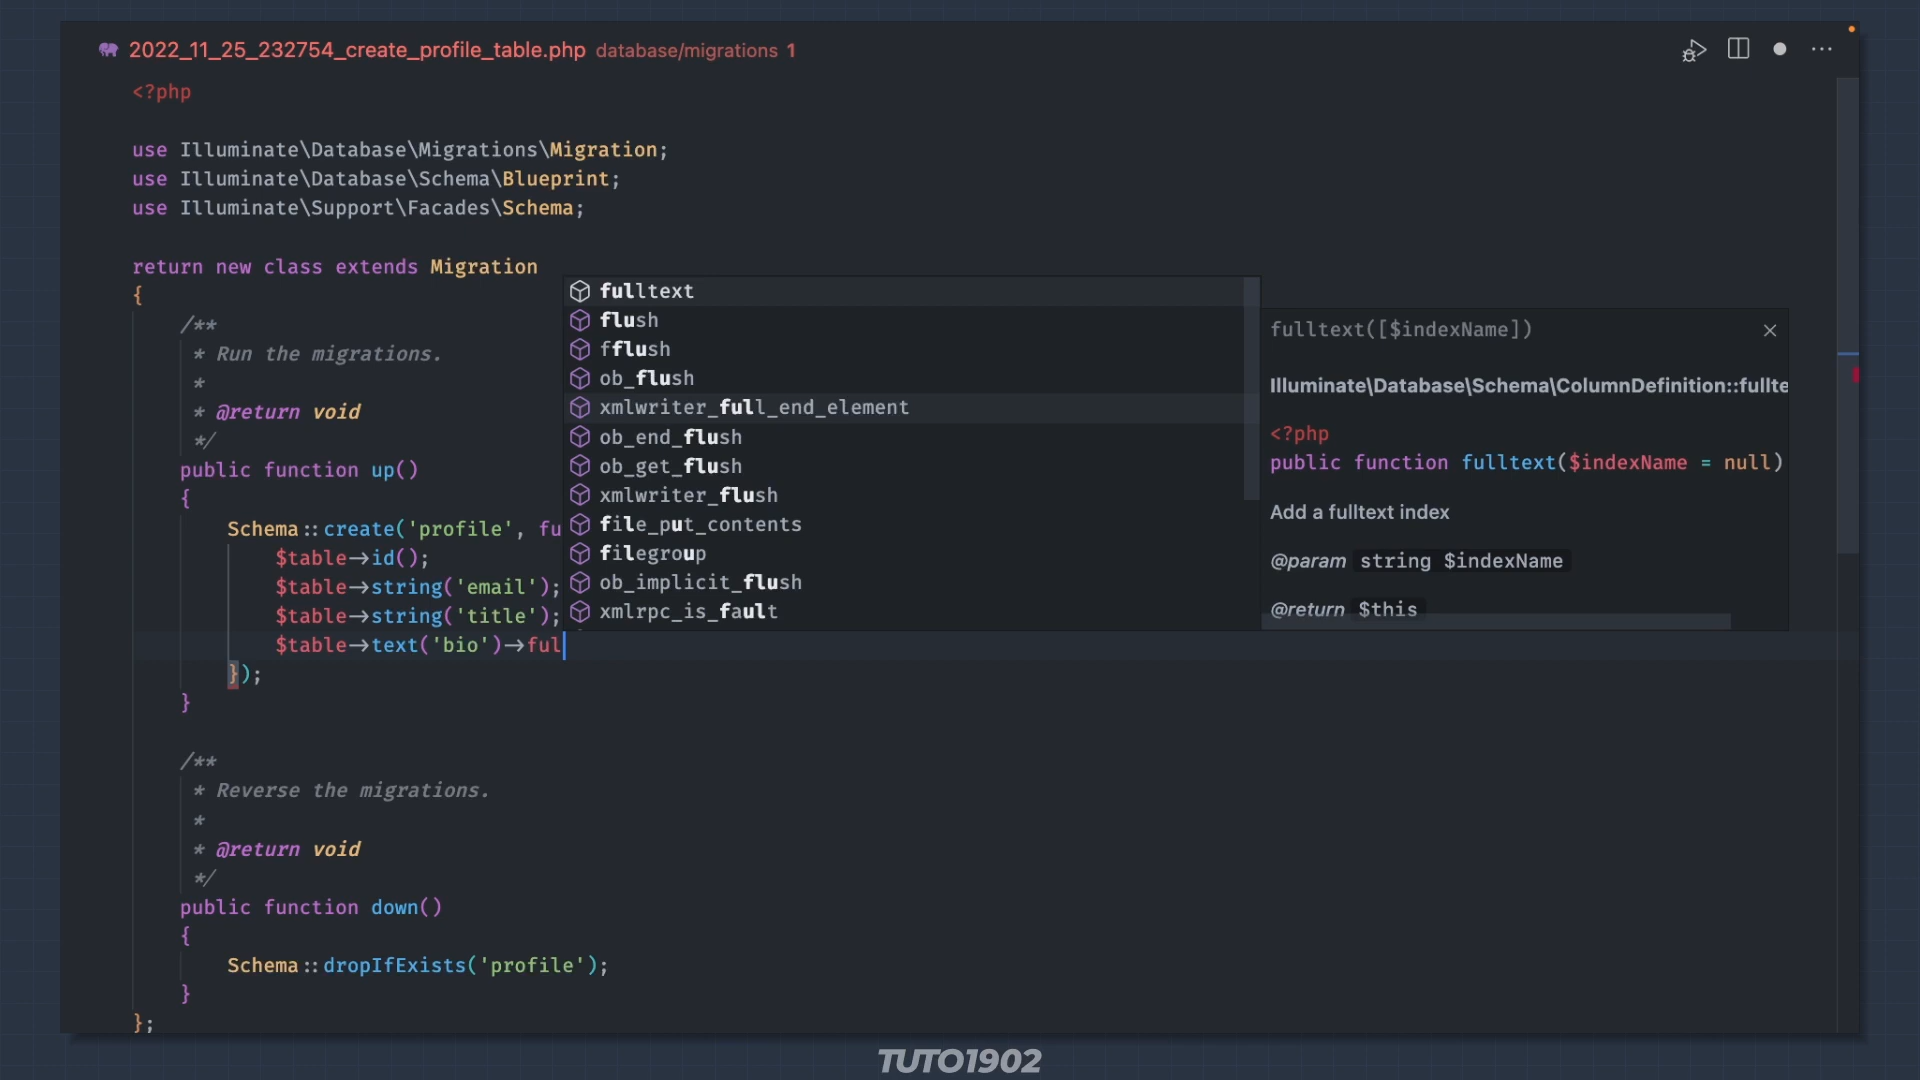 2022_11_25_232754_create_profile_table.php database/migrations 1
<?php
use Illuminate\Database\Migrations\Migration;
use Illuminate\Database\Schema\Blueprint;
use Illuminate\Support\Facades\Schema;
return new class extends Migration
{
/**
* Run the migrations.
*
* @return void
*/
public function up()
{
Schema::create('profile', fu
$table->id();
$table->string('email');
$table->string('title');
$table->text('bio')->ful
});
}
/**
* Reverse the migrations.
*
* @return void
*/
public function down()
{
Schema::dropIfExists('profile');
}
};
fulltext
flush
fflush
ob_flush
xmlwriter_full_end_element
ob_end_flush
ob_get_flush
xmlwriter_flush
file_put_contents
filegroup
ob_implicit_flush
xmlrpc_is_fault
fulltext([$indexName])
Illuminate\Database\Schema\ColumnDefinition::fullte
<?php
public function fulltext($indexName = null)
Add a fulltext index
@param string $indexName
@return $this
TUTO1902